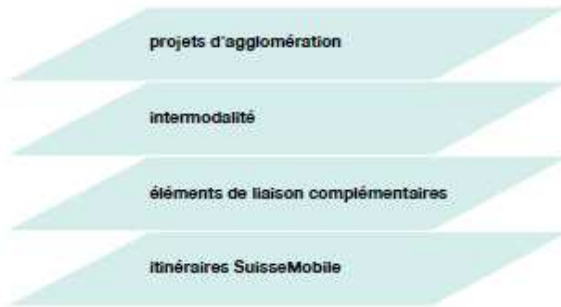 projets d'agglomération
intermodalité
éléments de liaison complémentaires
itinéraires SuisseMobile